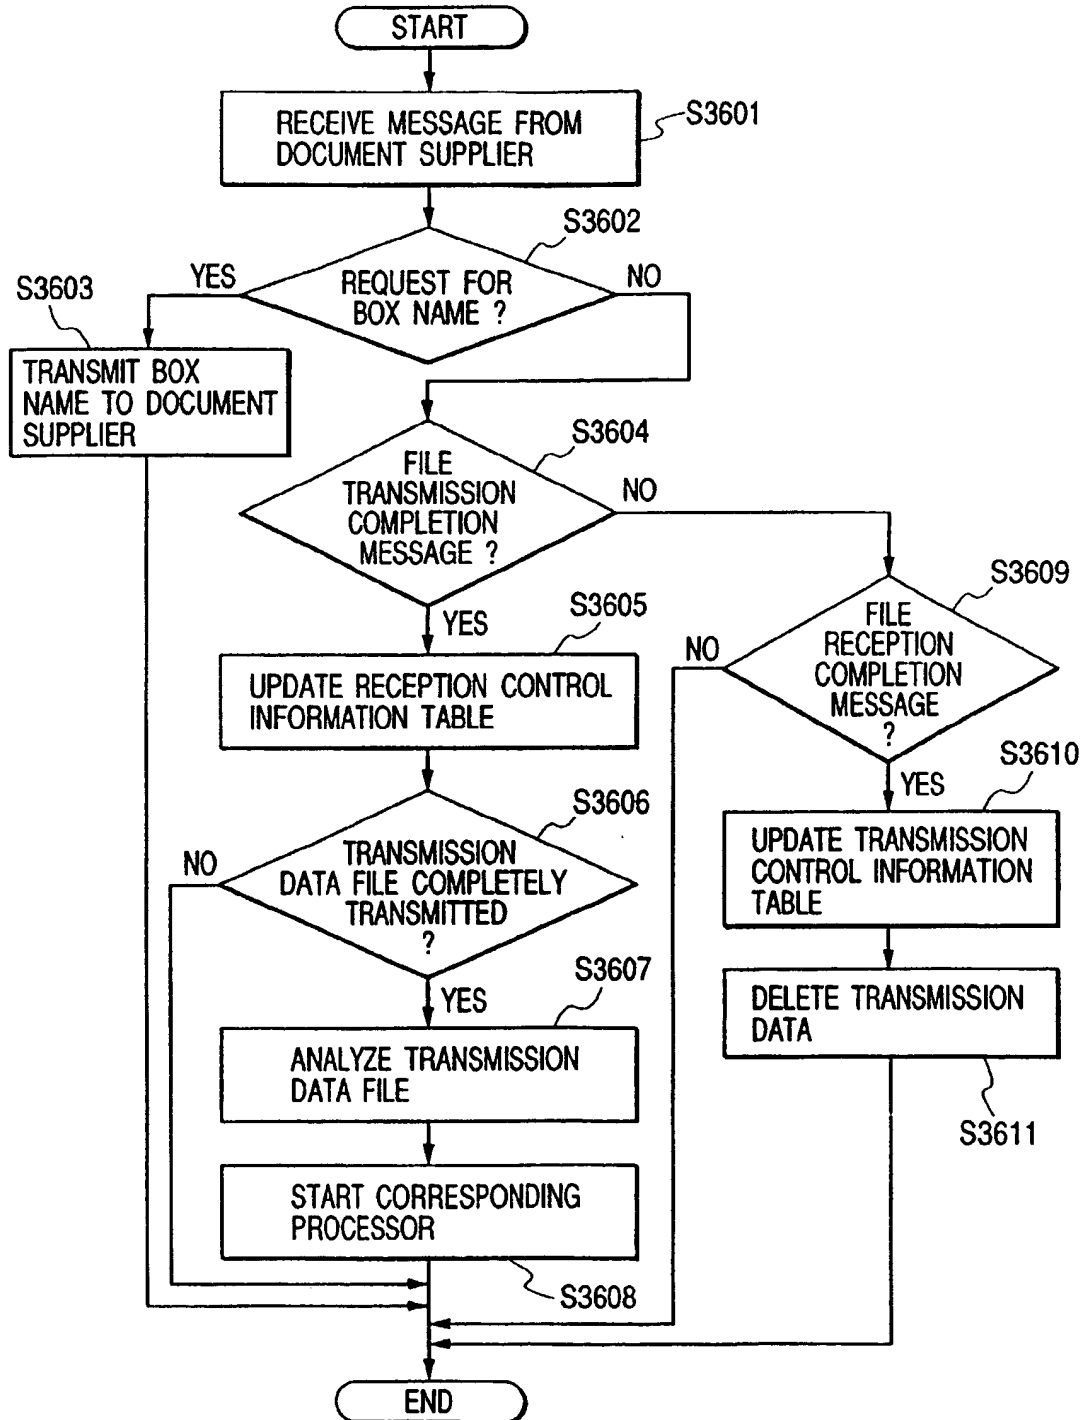 START
RECEIVE MESSAGE FROM
DOCUMENT SUPPLIER
S3601
S3602
REQUEST FOR
BOX NAME ?
YES
NO
S3603
TRANSMIT BOX
NAME TO DOCUMENT
SUPPLIER
S3604
FILE
TRANSMISSION
COMPLETION
MESSAGE ?
NO
YES
S3605
UPDATE RECEPTION CONTROL
INFORMATION TABLE
S3606
TRANSMISSION
DATA FILE COMPLETELY
TRANSMITTED
?
NO
YES
S3607
ANALYZE TRANSMISSION
DATA FILE
START CORRESPONDING
PROCESSOR
S3608
S3609
FILE
RECEPTION
COMPLETION
MESSAGE
?
NO
YES
S3610
UPDATE TRANSMISSION
CONTROL INFORMATION
TABLE
DELETE TRANSMISSION
DATA
S3611
END